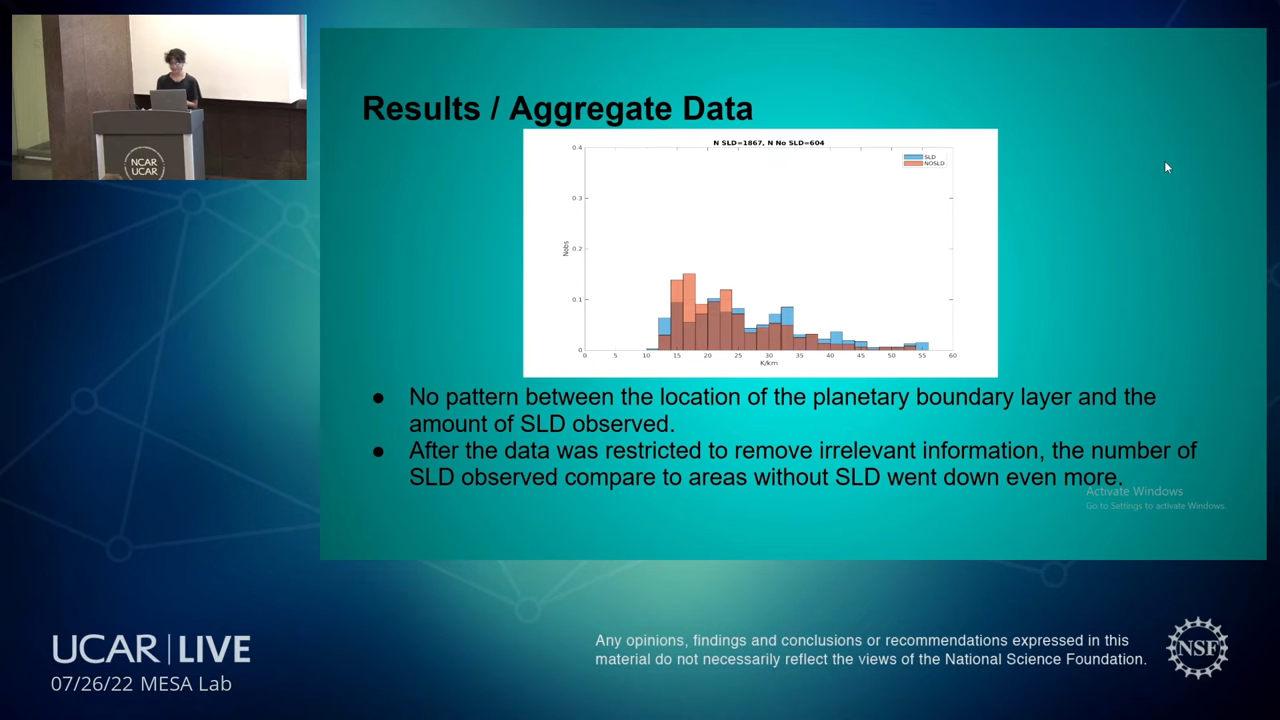 NCAR
UCAR
Results / Aggregate Data
N SLD=1867, N No SLD=604
SLD
NOSLD
0.4
0.3
0.2
0.1
0
Nobs
0 5 10 15 20 25 30 35 40 45 50 55 60
K/km
● No pattern between the location of the planetary boundary layer and the
amount of SLD observed.
● After the data was restricted to remove irrelevant information, the number of
SLD observed compare to areas without SLD went down even more.
Activate Windows
Go to Settings to activate Windows.
UCAR | LIVE
07/26/22 MESA Lab
Any opinions, findings and conclusions or recommendations expressed in this
material do not necessarily reflect the views of the National Science Foundation.
NSF